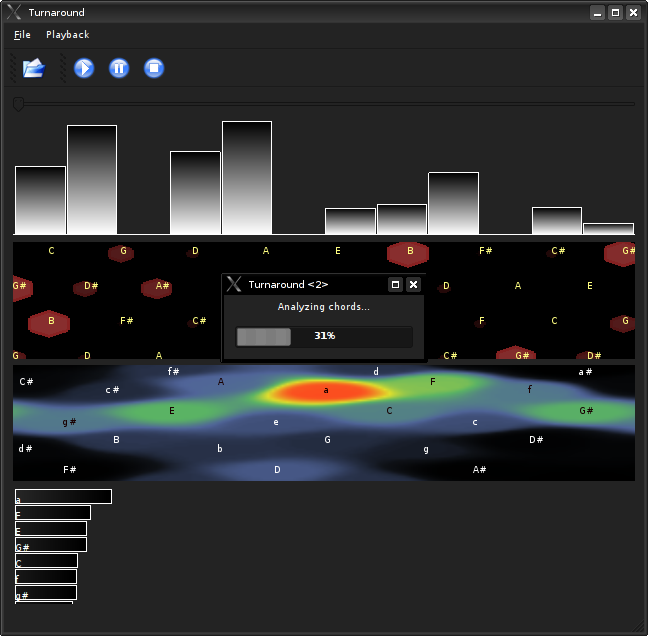 Turnaround
File Playback
C G D A E B F# C# G#
G# D# A# D A E
Turnaround <2>
Analyzing chords...
31%
B F# C# F C G
G D A C# G# D#
f# d a#
C# c# A a F f
g# E e C c G#
d# B b G g D#
F# D A#
a
F
E
G#
C
f
g#